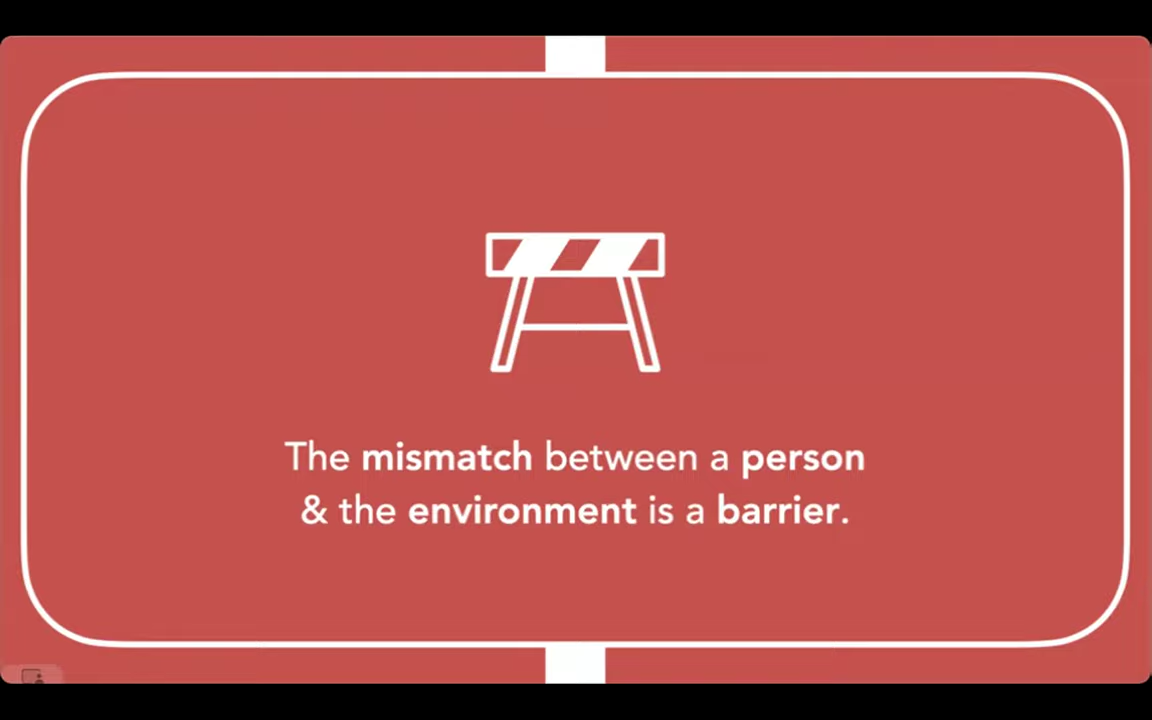 The mismatch between a person
& the environment is a barrier.